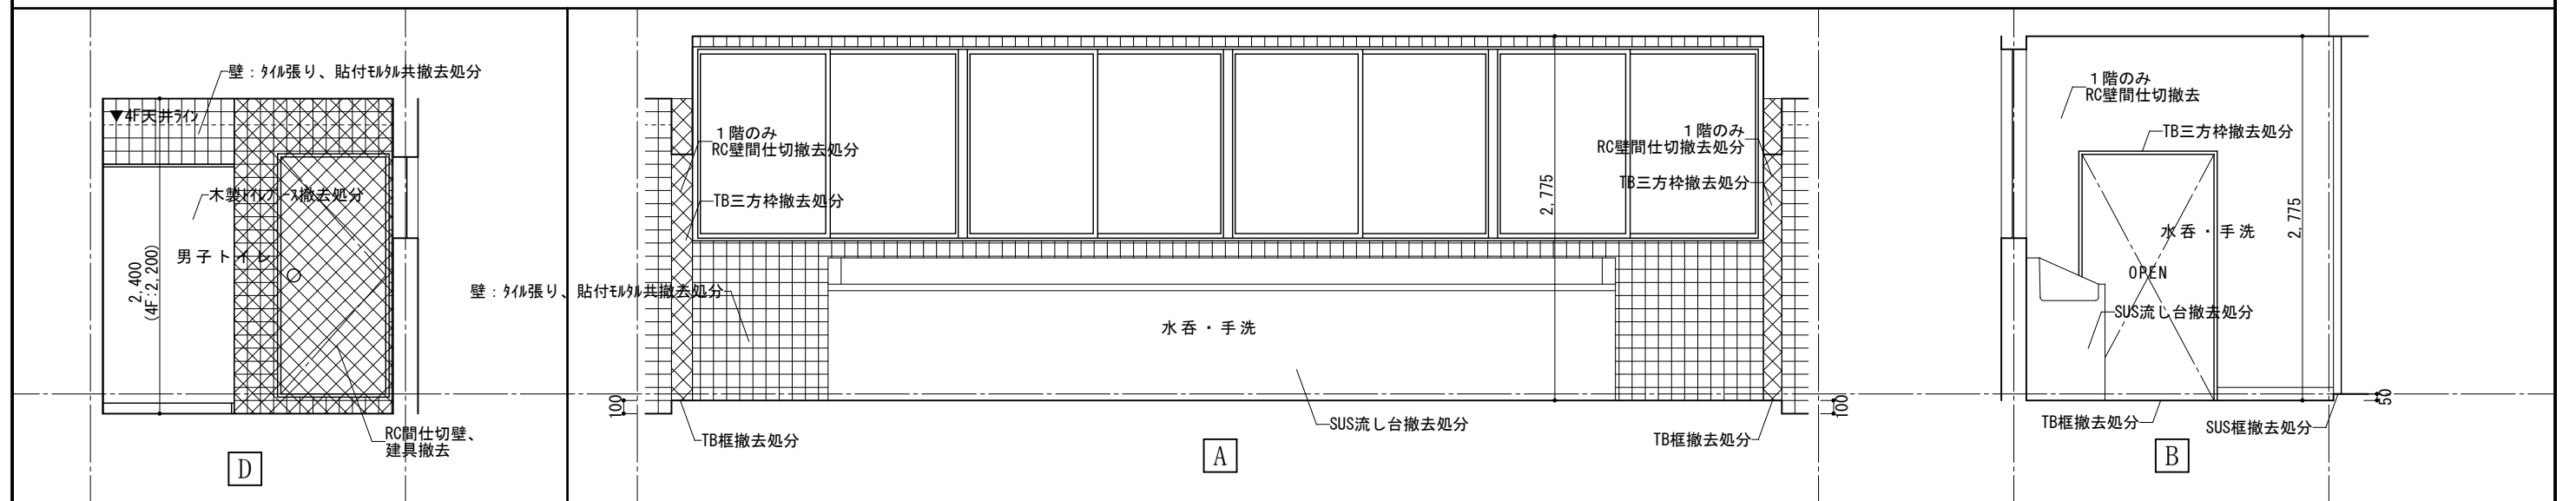 壁：ﾀｲﾙ張り、貼付ﾓﾙﾀﾙ共撤去処分
▼4F天井ﾗｲﾝ
木製ﾄｲﾚﾌﾞｰｽ撤去処分
男子トイレ
2,400
(4F:2,200)
RC間仕切壁、
建具撤去
D
１階のみ
RC壁間仕切撤去処分
TB三方枠撤去処分
壁：ﾀｲﾙ張り、貼付ﾓﾙﾀﾙ共撤去処分
100
TB框撤去処分
水呑・手洗
2,775
SUS流し台撤去処分
A
１階のみ
RC壁間仕切撤去処分
TB三方枠撤去処分
100
TB框撤去処分
１階のみ
RC壁間仕切撤去
TB三方枠撤去処分
水呑・手洗
2,775
OPEN
SUS流し台撤去処分
TB框撤去処分
SUS框撤去処分
50
B